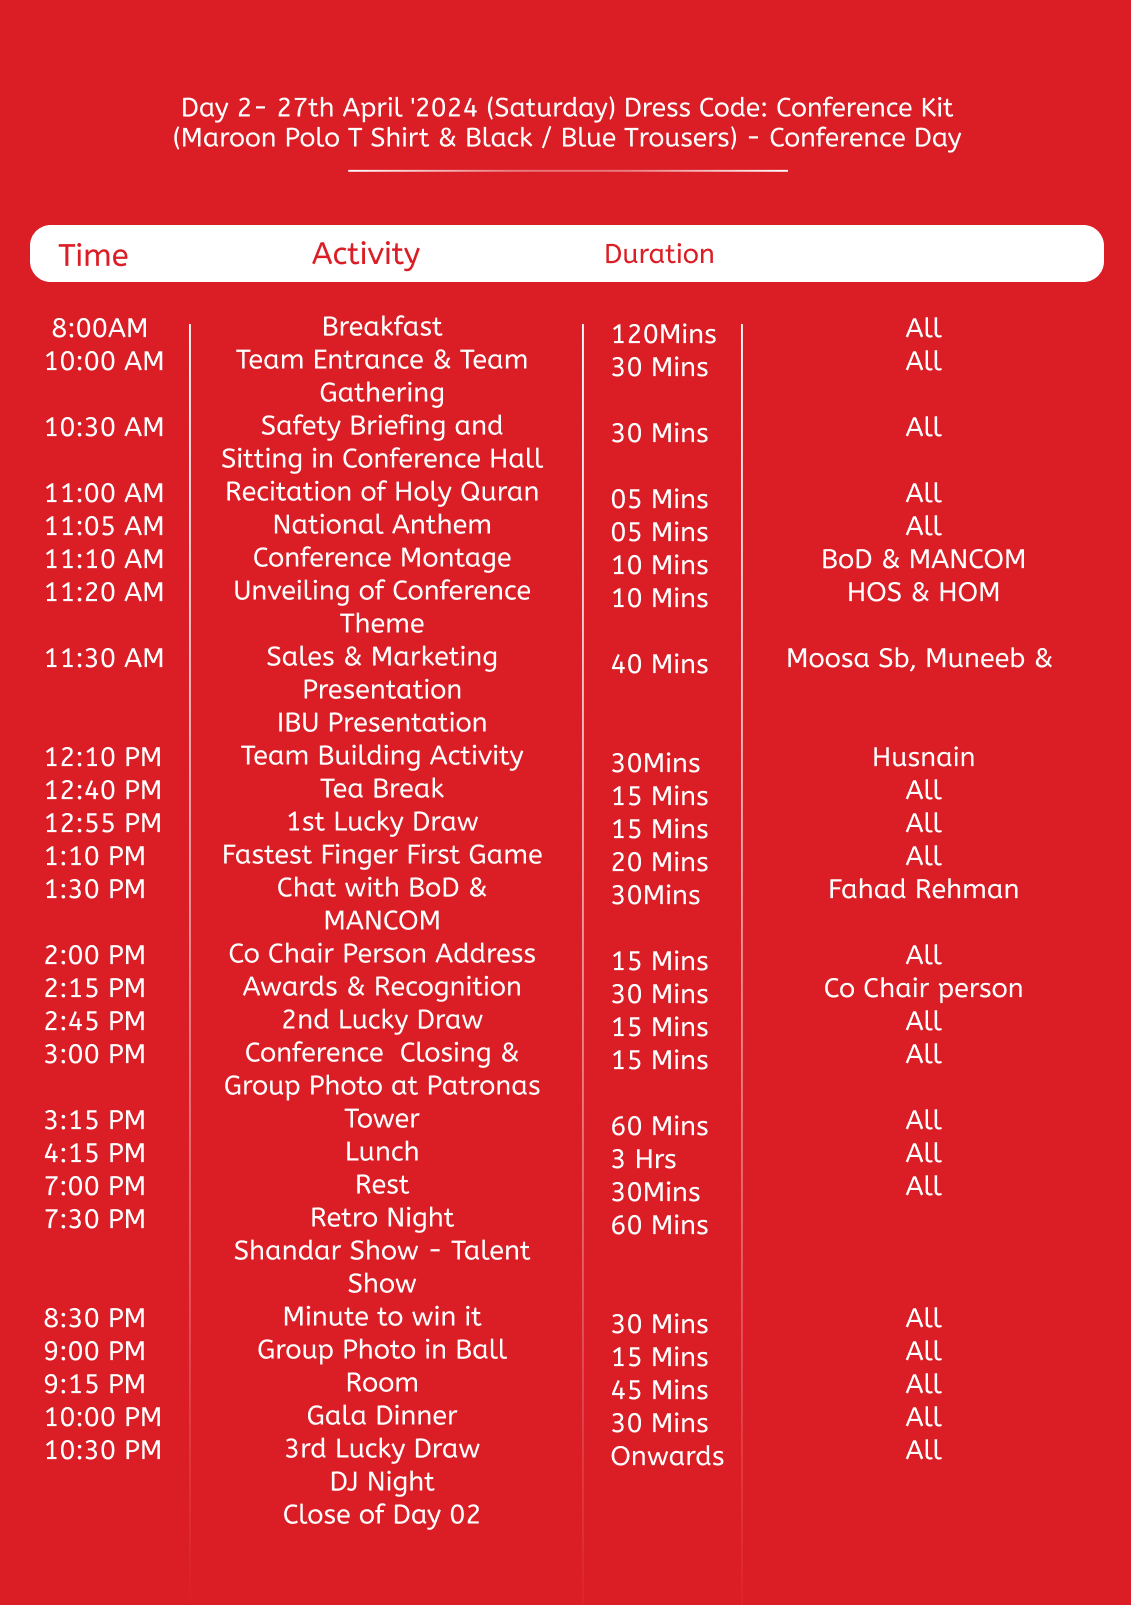 Day 2- 27th April '2024 (Saturday) Dress Code: Conference Kit
(Maroon Polo T Shirt & Black / Blue Trousers) - Conference Day
Time Activity Duration
8:00AM Breakfast 120Mins All
10:00 AM Team Entrance & Team 30 Mins All
Gathering
10:30 AM Safety Briefing and 30 Mins All
Sitting in Conference Hall
11:00 AM Recitation of Holy Quran 05 Mins All
11:05 AM National Anthem 05 Mins All
11:10 AM Conference Montage 10 Mins BoD & MANCOM
11:20 AM Unveiling of Conference 10 Mins HOS & HOM
Theme
11:30 AM Sales & Marketing 40 Mins Moosa Sb, Muneeb &
Presentation
IBU Presentation
12:10 PM Team Building Activity 30Mins Husnain
12:40 PM Tea Break 15 Mins All
12:55 PM 1st Lucky Draw 15 Mins All
1:10 PM Fastest Finger First Game 20 Mins All
1:30 PM Chat with BoD & 30Mins Fahad Rehman
MANCOM
2:00 PM Co Chair Person Address 15 Mins All
2:15 PM Awards & Recognition 30 Mins Co Chair person
2:45 PM 2nd Lucky Draw 15 Mins All
3:00 PM Conference Closing & 15 Mins All
Group Photo at Patronas
3:15 PM Tower 60 Mins All
4:15 PM Lunch 3 Hrs All
7:00 PM Rest 30Mins All
7:30 PM Retro Night 60 Mins
Shandar Show - Talent
Show
8:30 PM Minute to win it 30 Mins All
9:00 PM Group Photo in Ball 15 Mins All
9:15 PM Room 45 Mins All
10:00 PM Gala Dinner 30 Mins All
10:30 PM 3rd Lucky Draw Onwards All
DJ Night
Close of Day 02